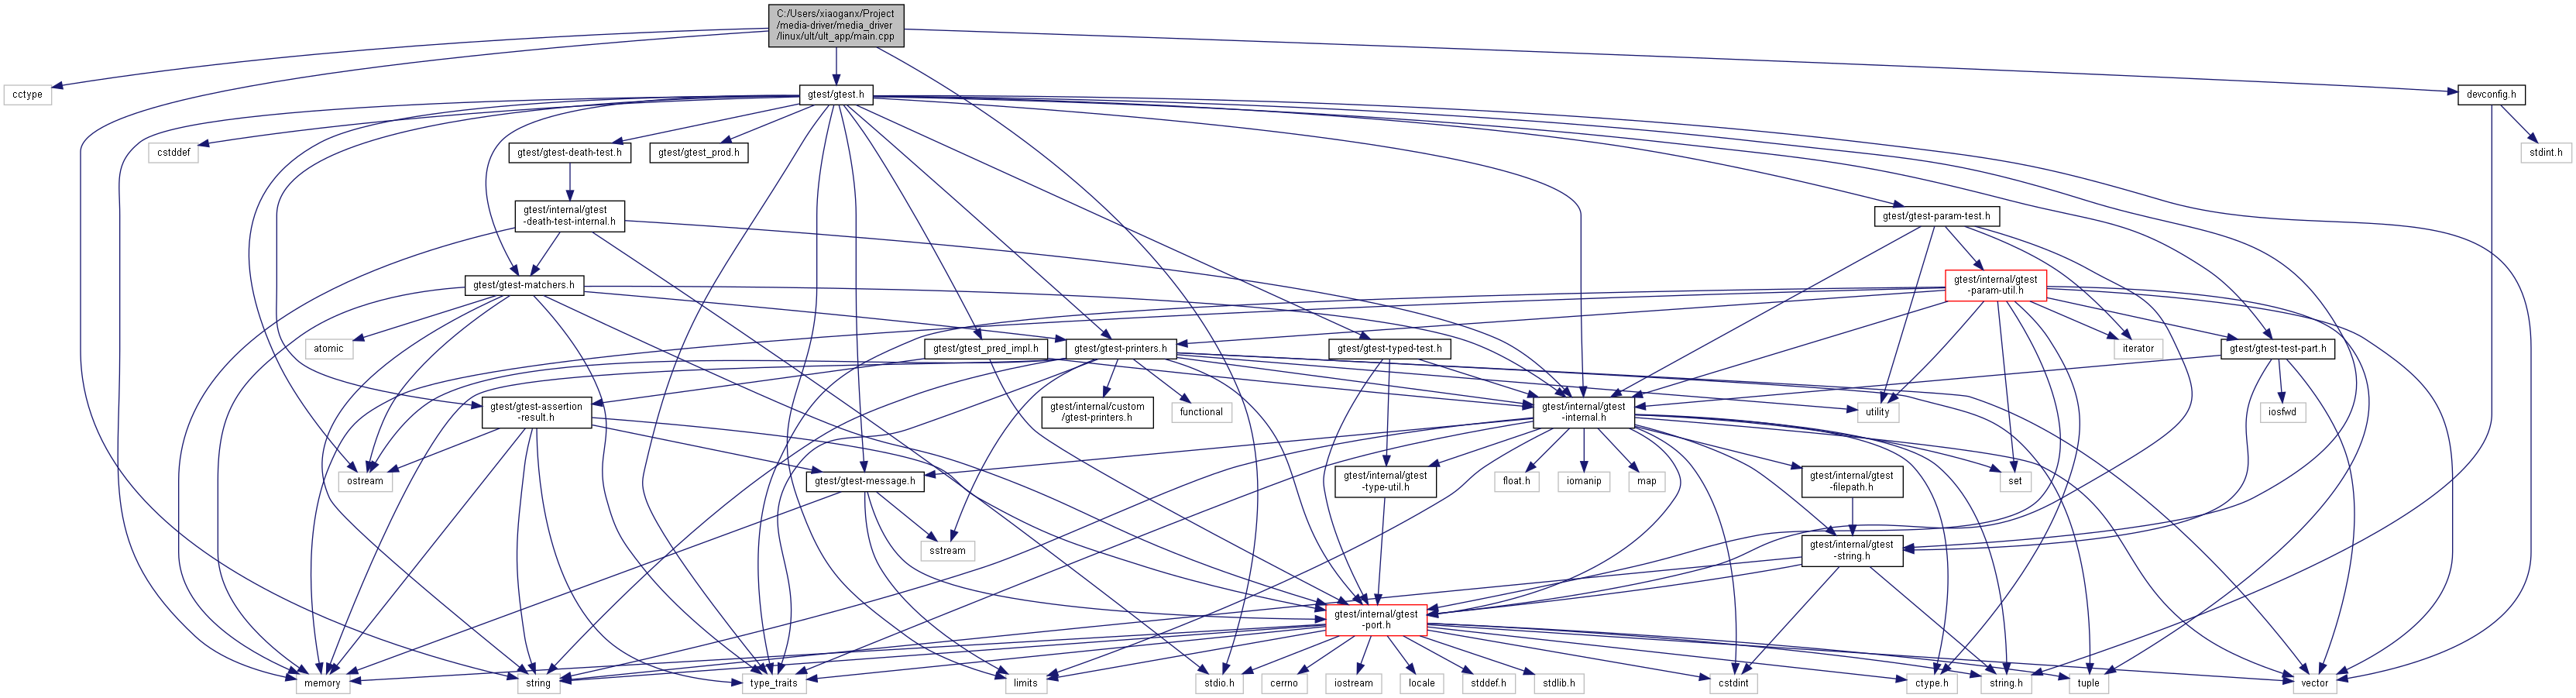 C:/Users/xiaoganx/Project
/media-driver/media_driver
/linux/ult/ult_app/main.cpp
cctype
gtest/gtest.h
devconfig.h
cstddef
gtest/gtest-death-test.h
gtest/gtest_prod.h
stdint.h
gtest/internal/gtest
-death-test-internal.h
gtest/gtest-param-test.h
gtest/gtest-matchers.h
gtest/internal/gtest
-param-util.h
atomic
gtest/gtest_pred_impl.h
gtest/gtest-printers.h
gtest/gtest-typed-test.h
iterator
gtest/gtest-test-part.h
gtest/gtest-assertion
-result.h
gtest/internal/custom
/gtest-printers.h
functional
gtest/internal/gtest
-internal.h
utility
iosfwd
ostream
gtest/gtest-message.h
gtest/internal/gtest
-type-util.h
float.h
iomanip
map
gtest/internal/gtest
-filepath.h
set
sstream
gtest/internal/gtest
-string.h
gtest/internal/gtest
-port.h
memory
string
type_traits
limits
stdio.h
cerrno
iostream
locale
stddef.h
stdlib.h
cstdint
ctype.h
string.h
tuple
vector